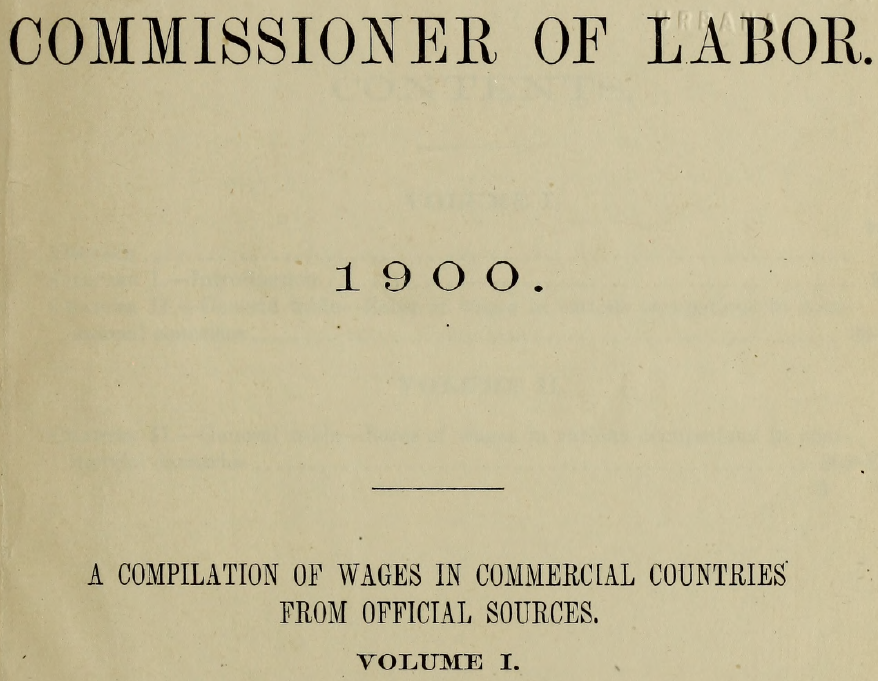 COMMISSIONER OF LABOR.
1900.
A COMPILATION OF WAGES IN COMMERCIAL COUNTRIES
FROM OFFICIAL SOURCES.
VOLUME I.